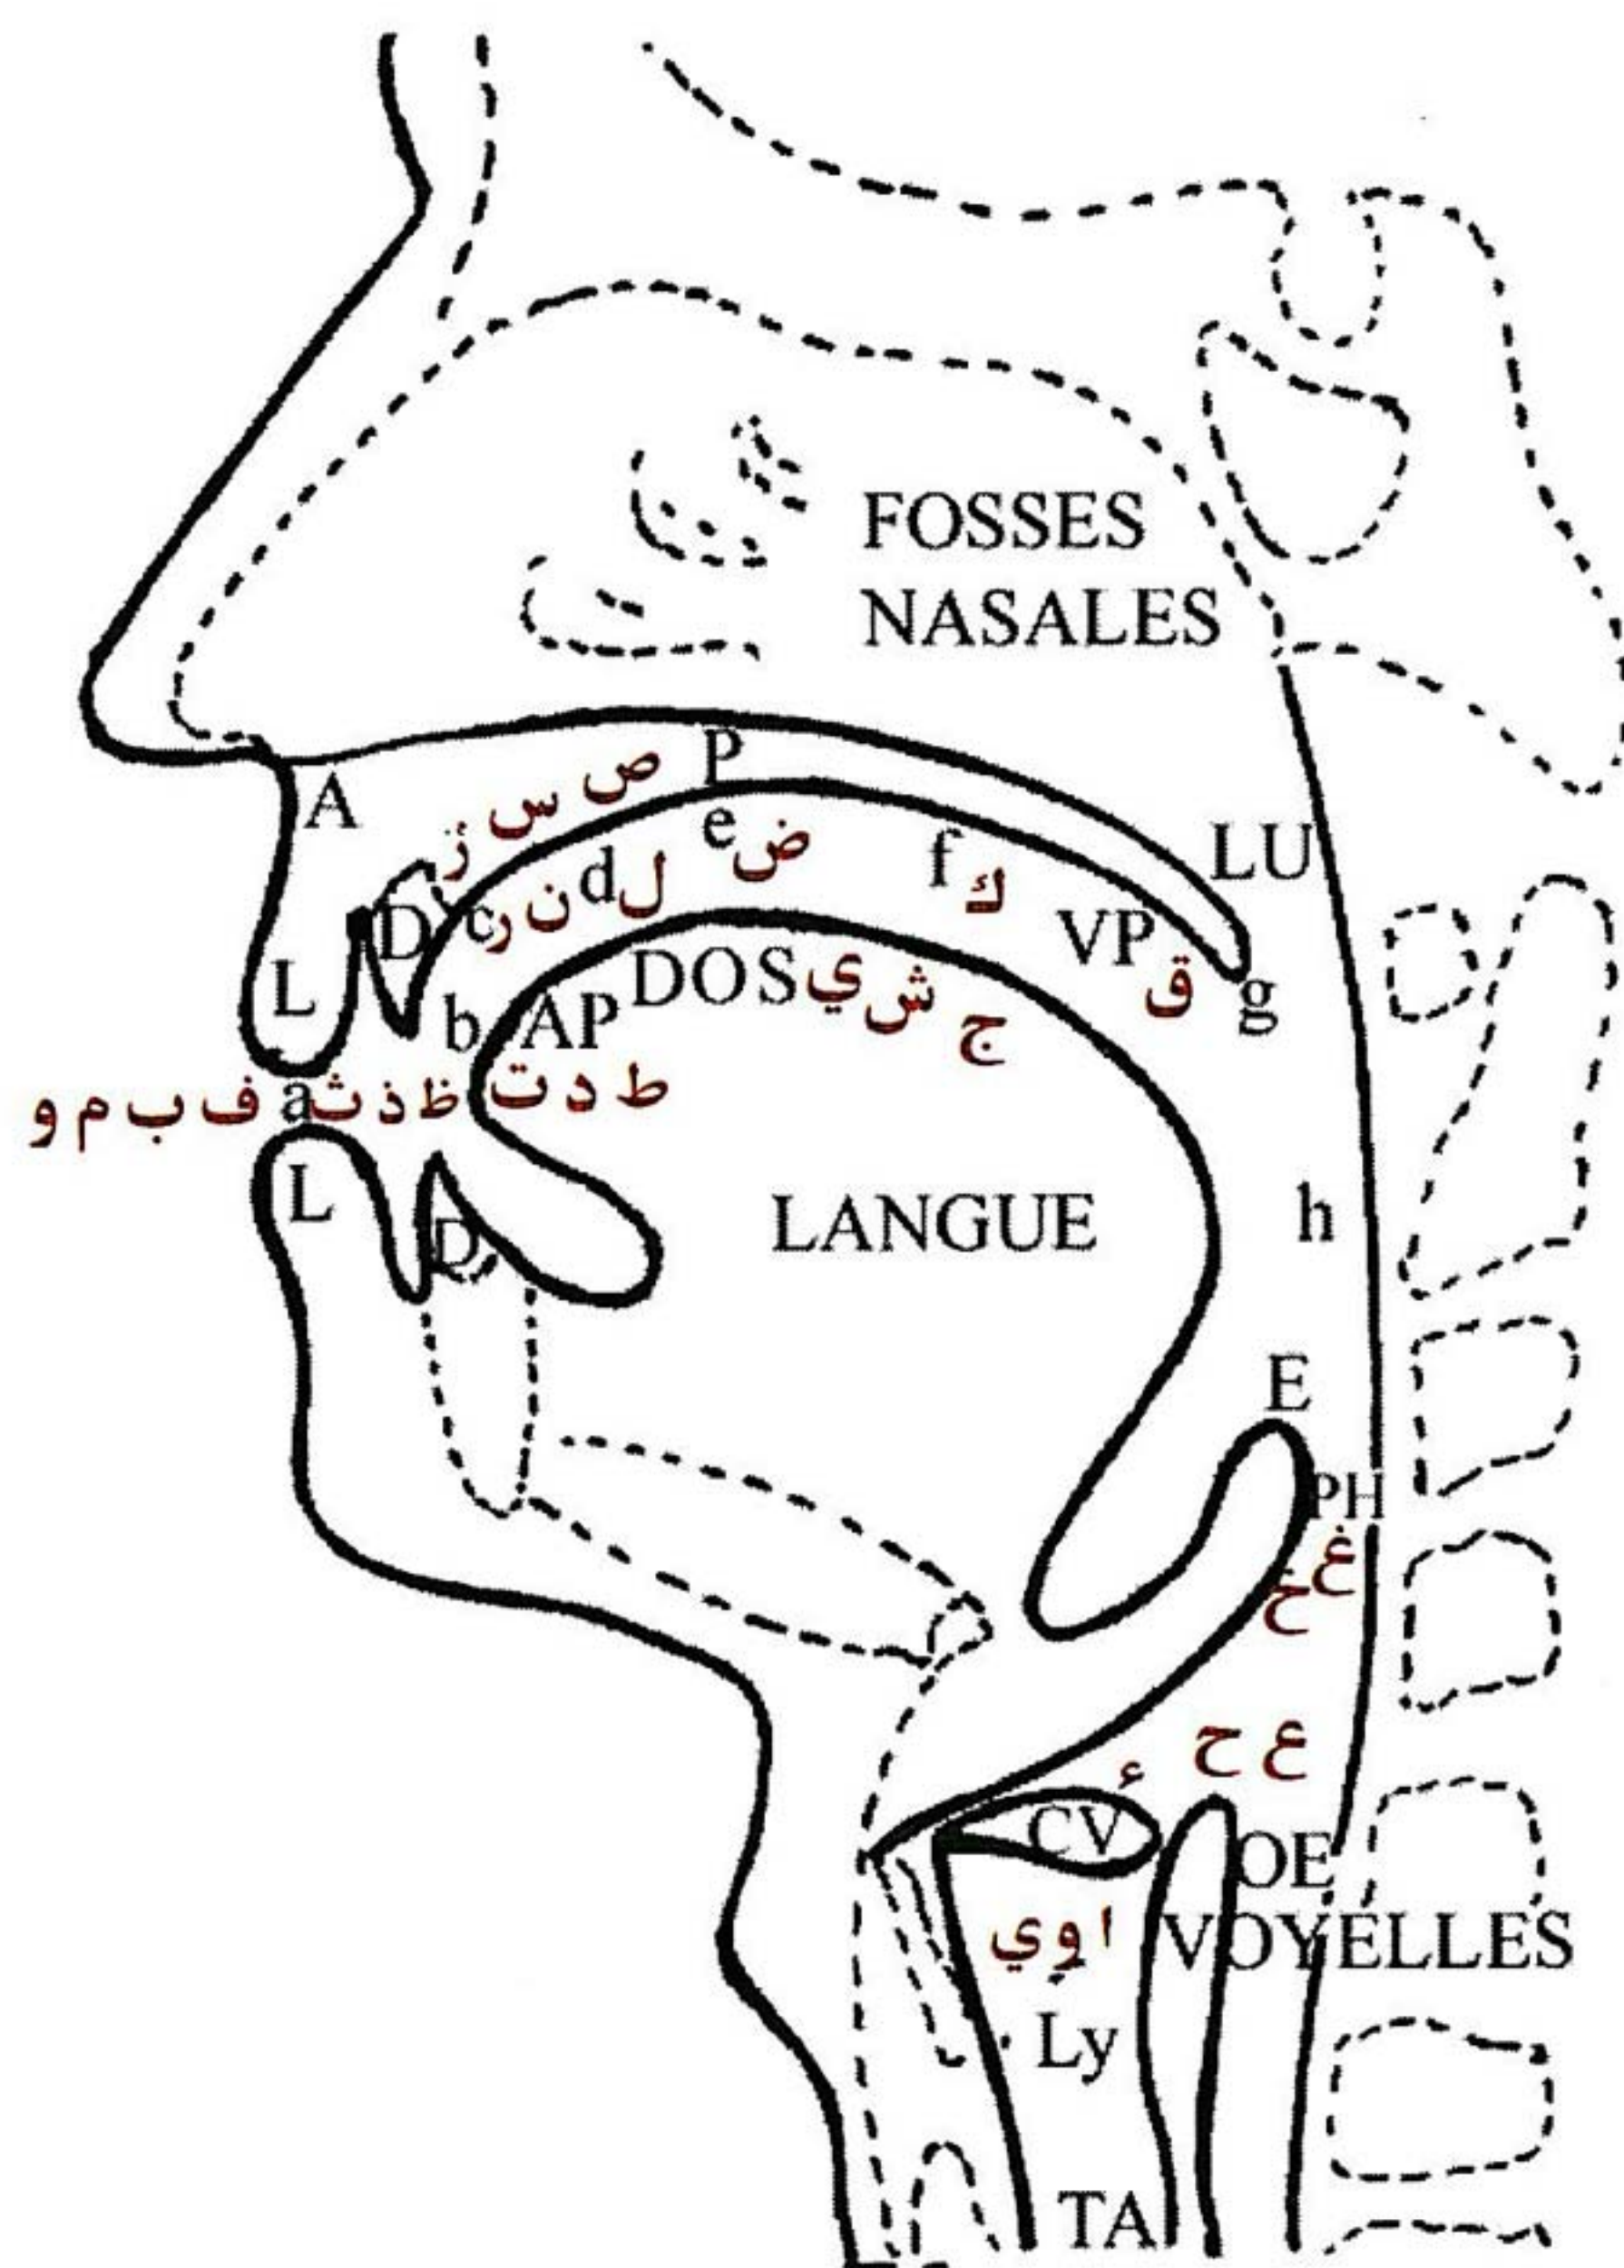 FOSSES
NASALES
P
ص
س
ز
A
e
ض
d
ل
ن
ر
c
D
f
ك
LU
VP
ق
g
L
b
AP
DOS
ي
ش
ج
و م ب ف
a
ث ذ ظ
ت د ط
L
D
LANGUE
h
E
PH
غ
خ
ح ع
ء
CV
OE
ا و ي
VOYELLES
Ly
TA